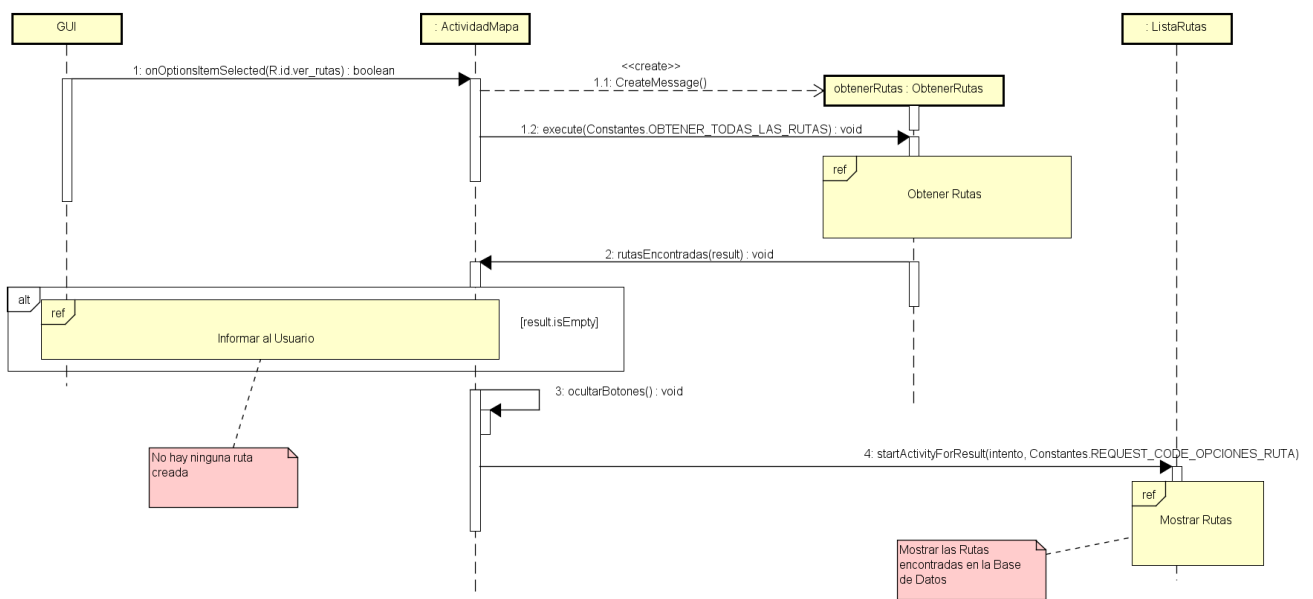 GUI
: ActividadMapa
: ListaRutas
1: onOptionsItemSelected(R.id.ver_rutas) : boolean
<<create>>
1.1: CreateMessage()
obtenerRutas : ObtenerRutas
1.2: execute(Constantes.OBTENER_TODAS_LAS_RUTAS) : void
ref
Obtener Rutas
2: rutasEncontradas(result) : void
alt
ref
[result.isEmpty]
Informar al Usuario
3: ocultarBotones() : void
No hay ninguna ruta
creada
4: startActivityForResult(intento, Constantes.REQUEST_CODE_OPCIONES_RUTA)
ref
Mostrar Rutas
Mostrar las Rutas
encontradas en la Base
de Datos